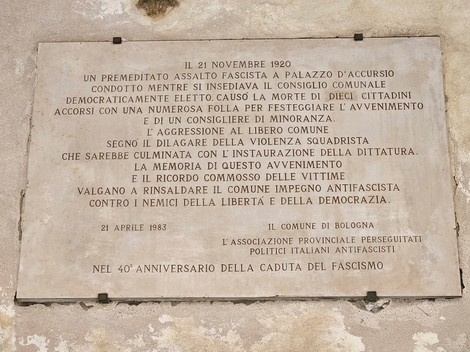 IL 21 NOVEMBRE 1920
UN PREMEDITATO ASSALTO FASCISTA A PALAZZO D'ACCURSIO
CONDOTTO MENTRE SI INSEDIAVA IL CONSIGLIO COMUNALE
DEMOCRATICAMENTE ELETTO, CAUSÒ LA MORTE DI DIECI CITTADINI
ACCORSI CON UNA NUMEROSA FOLLA PER FESTEGGIARE L'AVVENIMENTO
E DI UN CONSIGLIERE DI MINORANZA.
L'AGGRESSIONE AL LIBERO COMUNE
SEGNÒ IL DILAGARE DELLA VIOLENZA SQUADRISTA
CHE SAREBBE CULMINATA CON L'INSTAURAZIONE DELLA DITTATURA.
LA MEMORIA DI QUESTO AVVENIMENTO
E IL RICORDO COMMOSSO DELLE VITTIME
VALGANO A RINSALDARE IL COMUNE IMPEGNO ANTIFASCISTA
CONTRO I NEMICI DELLA LIBERTÀ E DELLA DEMOCRAZIA.
21 APRILE 1983 IL COMUNE DI BOLOGNA
L'ASSOCIAZIONE PROVINCIALE PERSEGUITATI
POLITICI ITALIANI ANTIFASCISTI
NEL 40° ANNIVERSARIO DELLA CADUTA DEL FASCISMO